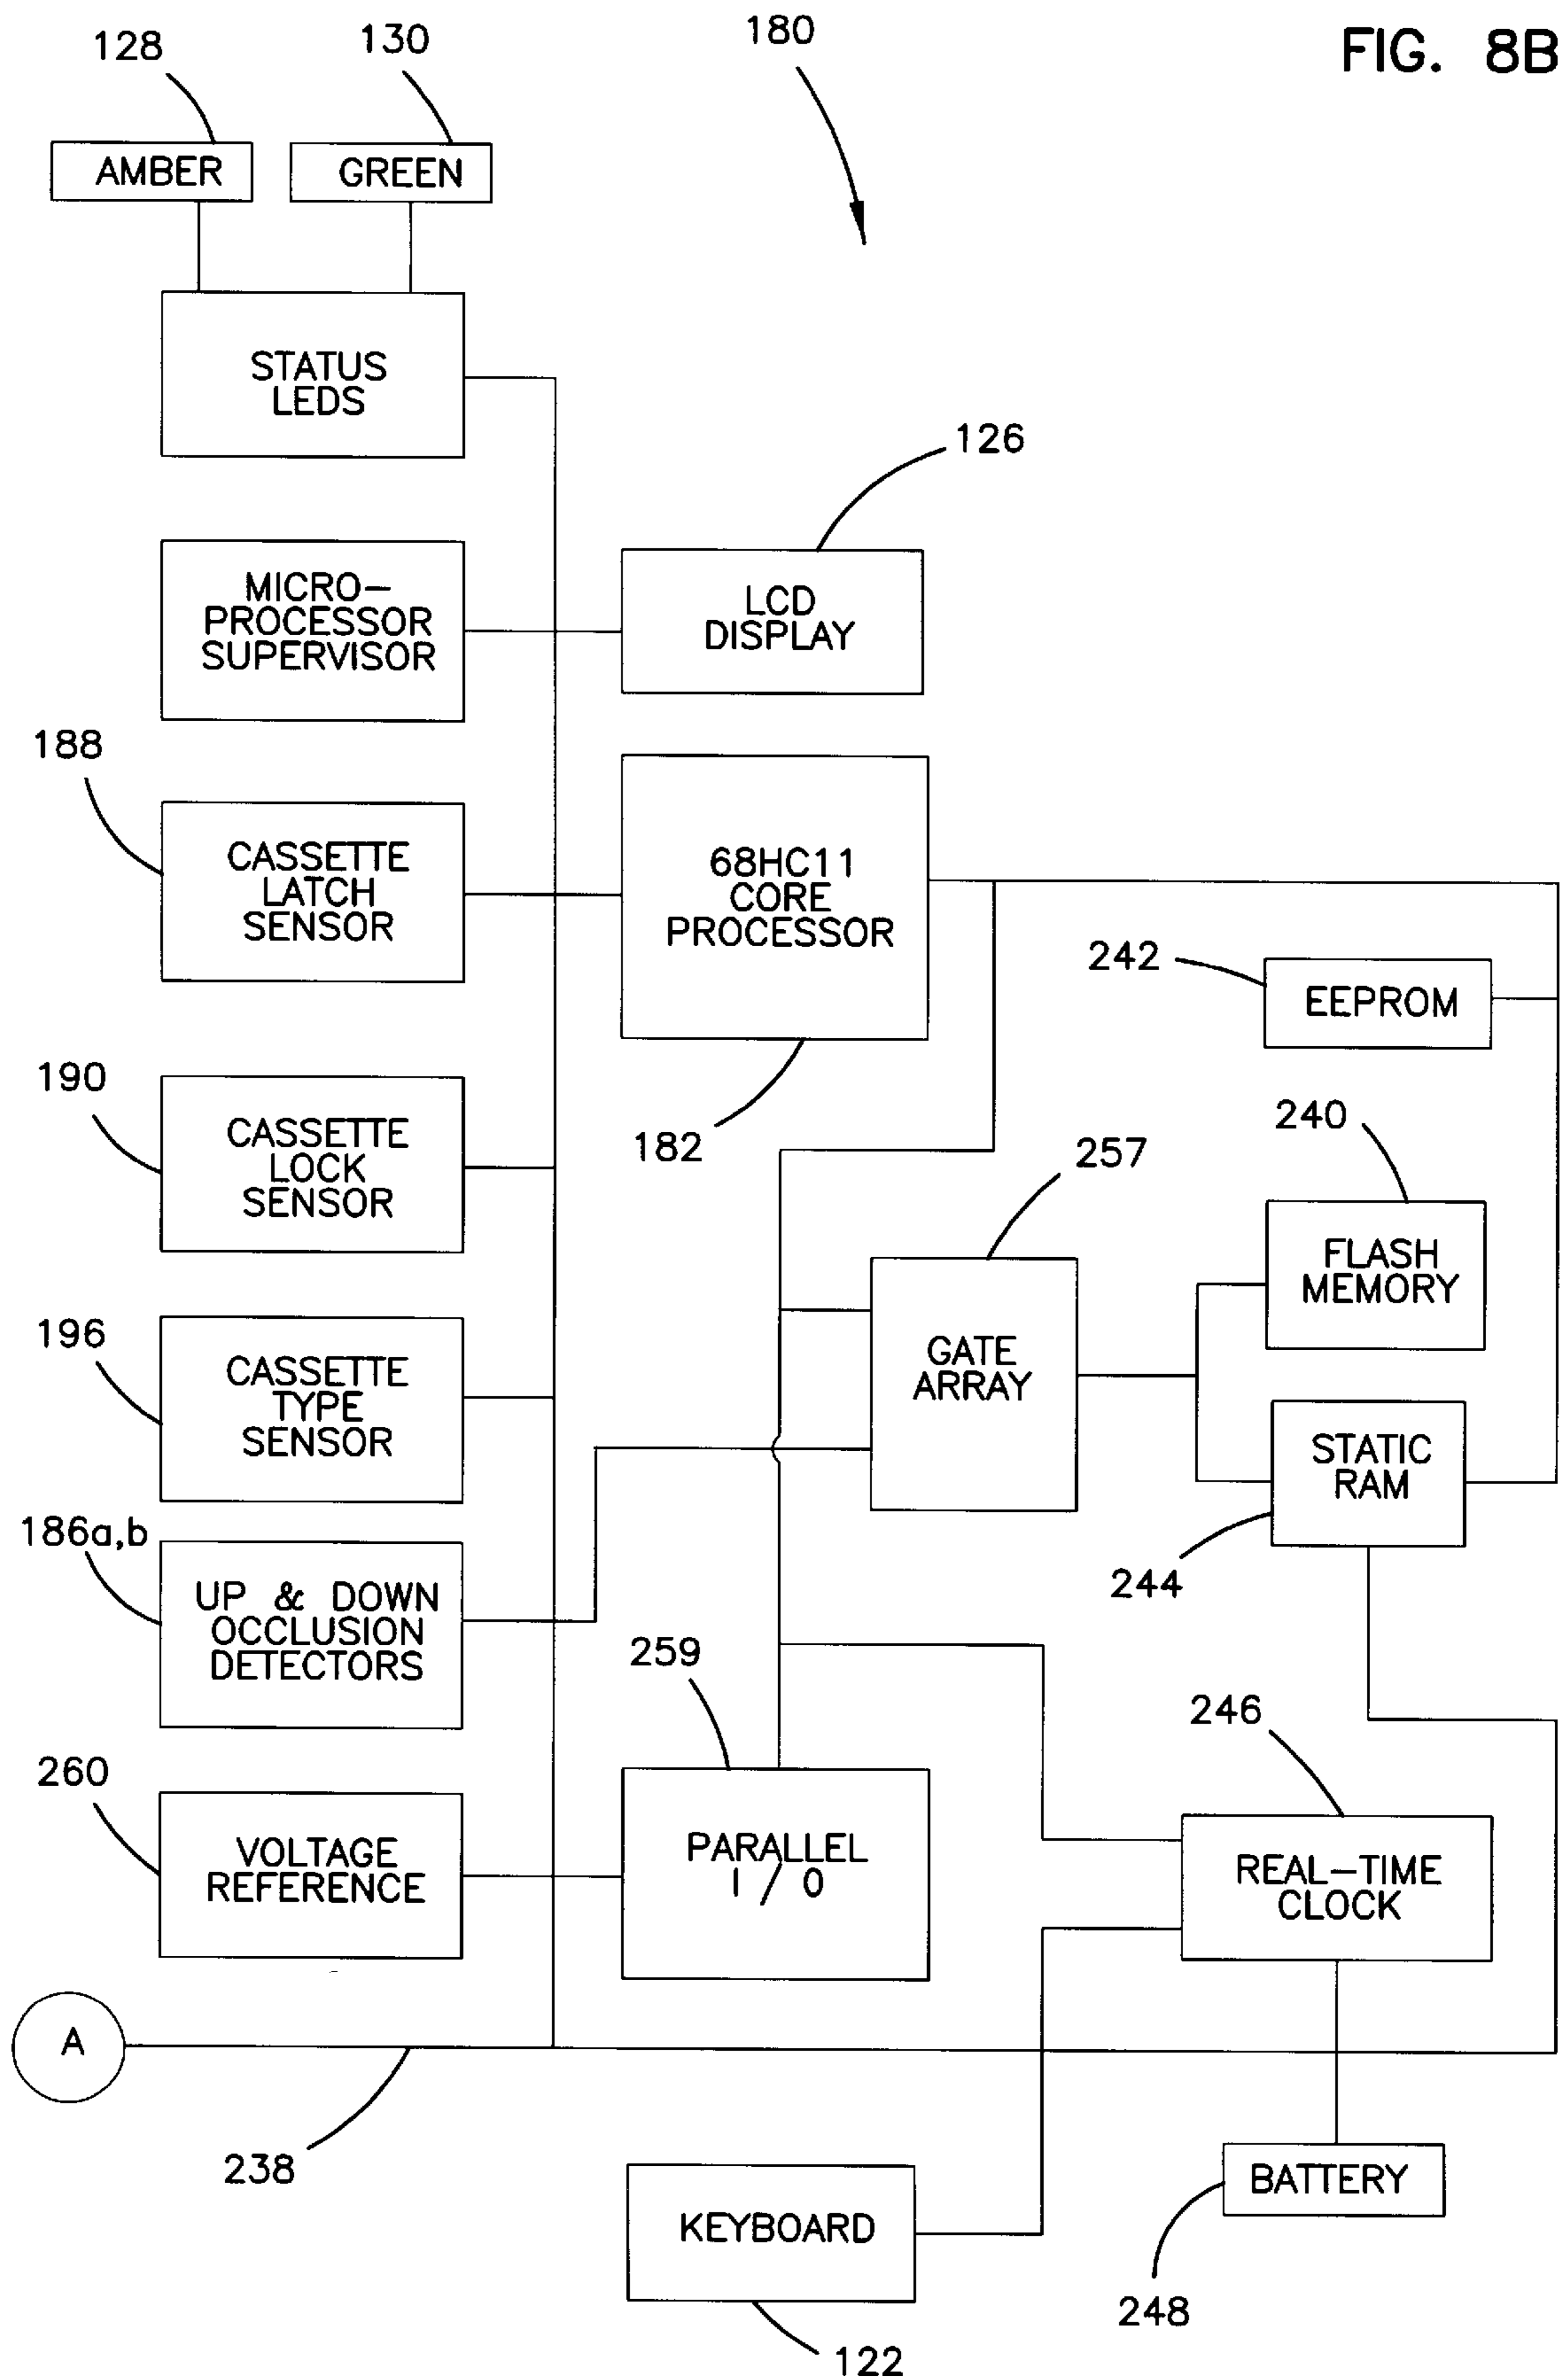 FIG. 8B
128
130
180
AMBER
GREEN
STATUS
LEDS
126
MICRO-
PROCESSOR
SUPERVISOR
LCD
DISPLAY
188
CASSETTE
LATCH
SENSOR
68HC11
CORE
PROCESSOR
242
EEPROM
190
CASSETTE
LOCK
SENSOR
182
257
240
FLASH
MEMORY
196
CASSETTE
TYPE
SENSOR
GATE
ARRAY
STATIC
RAM
244
186a,b
UP & DOWN
OCCLUSION
DETECTORS
259
246
260
VOLTAGE
REFERENCE
PARALLEL
I/O
REAL-TIME
CLOCK
A
238
KEYBOARD
BATTERY
248
122